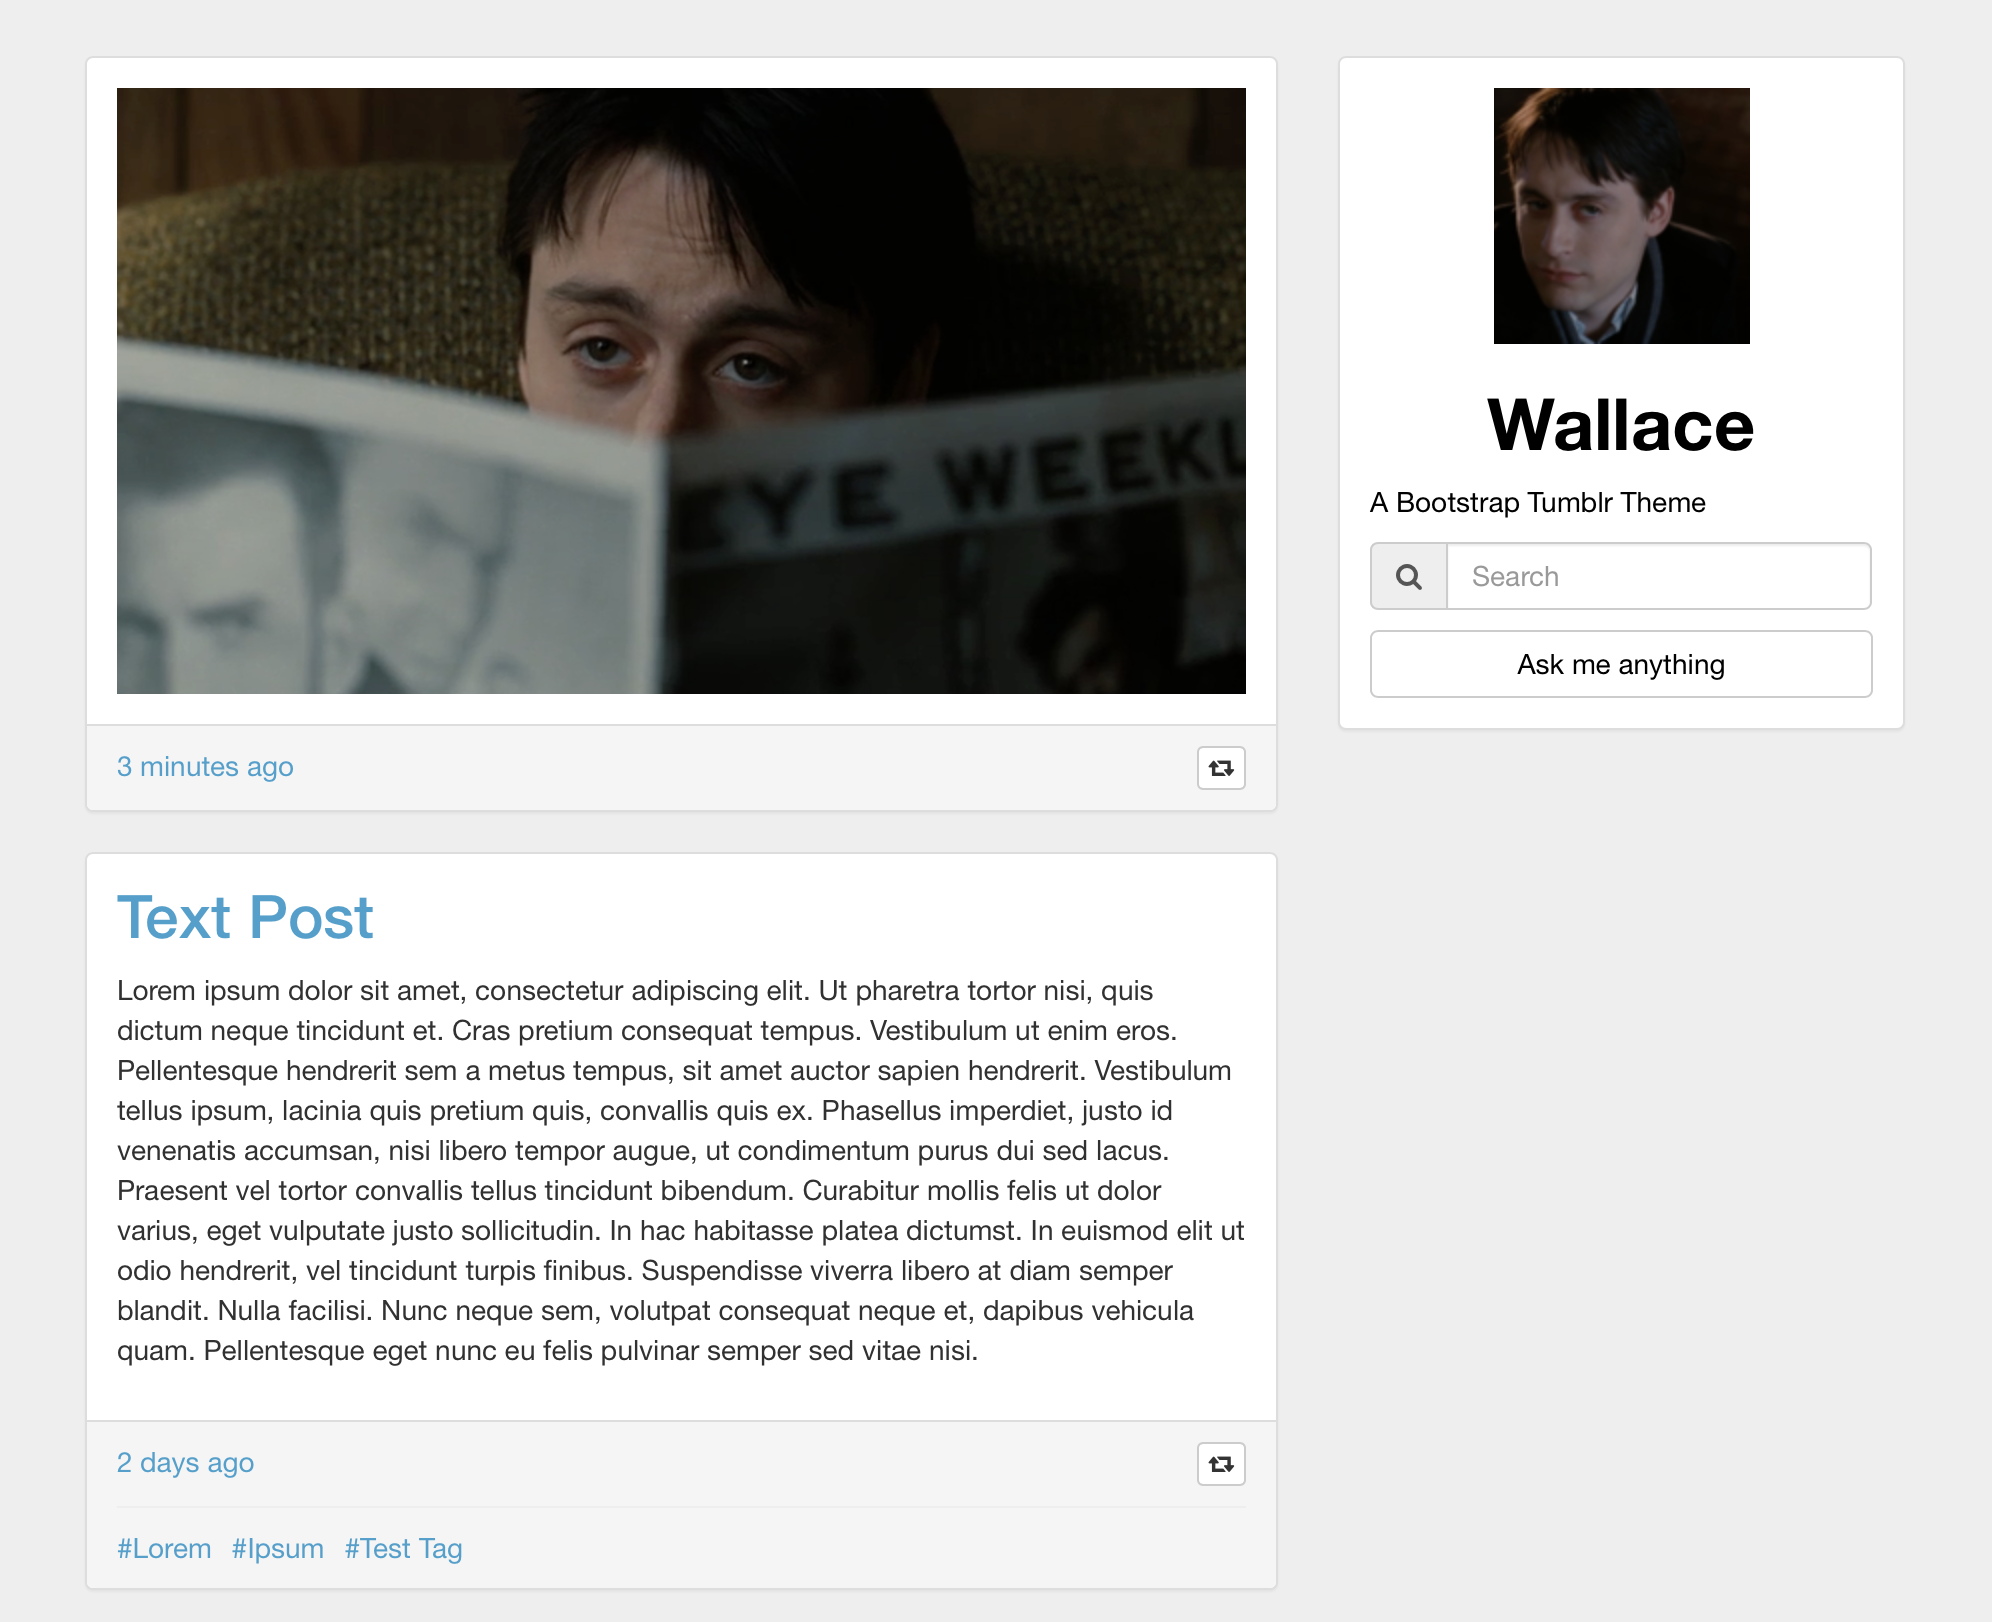 EYE WEEKL
3 minutes ago
Text Post
Lorem ipsum dolor sit amet, consectetur adipiscing elit. Ut pharetra tortor nisi, quis
dictum neque tincidunt et. Cras pretium consequat tempus. Vestibulum ut enim eros.
Pellentesque hendrerit sem a metus tempus, sit amet auctor sapien hendrerit. Vestibulum
tellus ipsum, lacinia quis pretium quis, convallis quis ex. Phasellus imperdiet, justo id
venenatis accumsan, nisi libero tempor augue, ut condimentum purus dui sed lacus.
Praesent vel tortor convallis tellus tincidunt bibendum. Curabitur mollis felis ut dolor
varius, eget vulputate justo sollicitudin. In hac habitasse platea dictumst. In euismod elit ut
odio hendrerit, vel tincidunt turpis finibus. Suspendisse viverra libero at diam semper
blandit. Nulla facilisi. Nunc neque sem, volutpat consequat neque et, dapibus vehicula
quam. Pellentesque eget nunc eu felis pulvinar semper sed vitae nisi.
2 days ago
#Lorem #Ipsum #Test Tag
Wallace
A Bootstrap Tumblr Theme
Search
Ask me anything